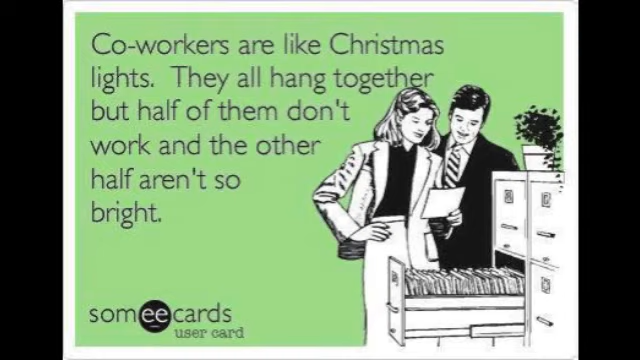 Co-workers are like Christmas
lights.  They all hang together
but half of them don't
work and the other
half aren't so
bright.
someecards
user card